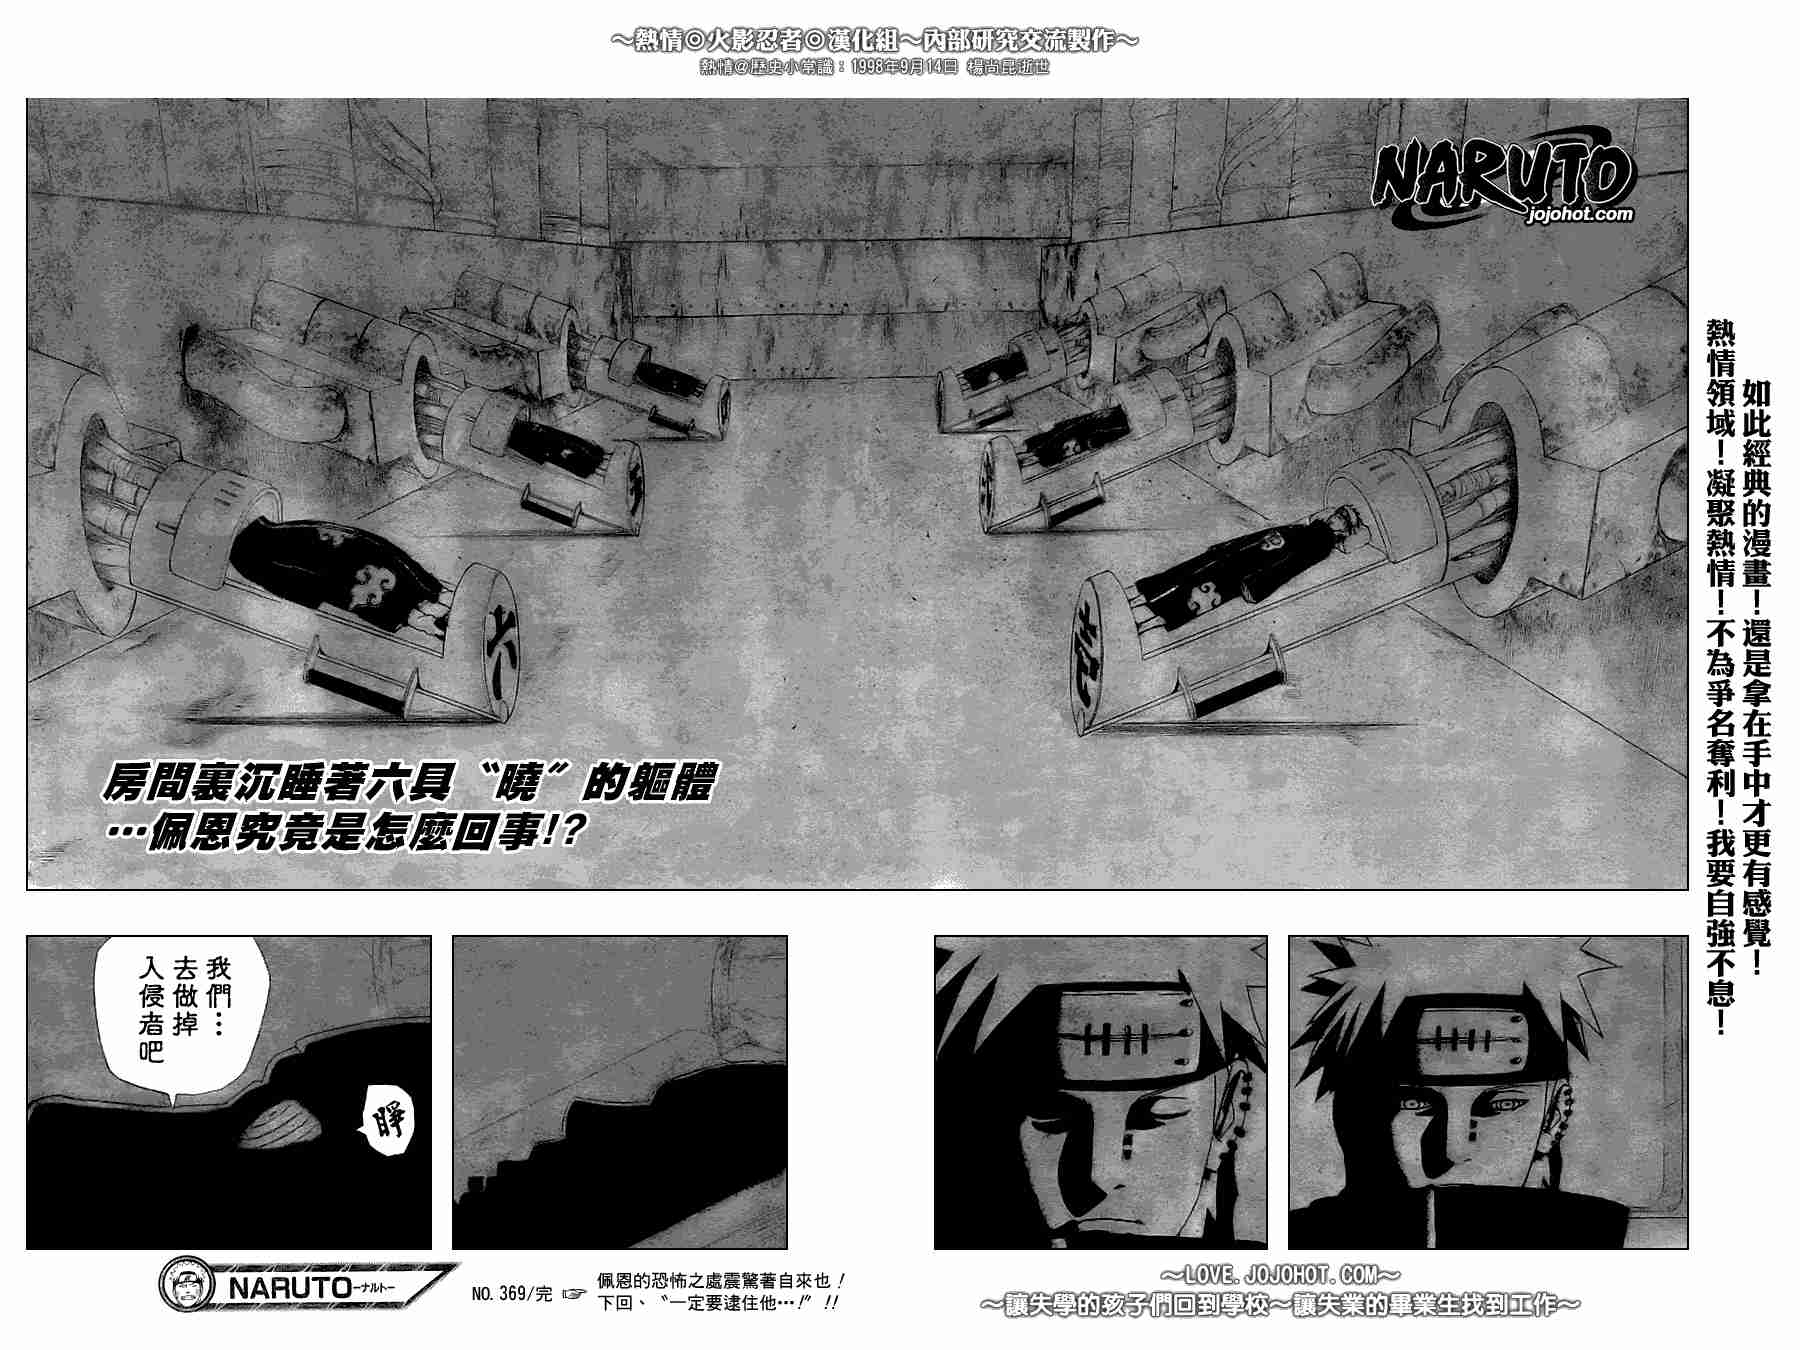 ～熱情◎火影忍者◎漢化組～內部研究交流製作～
熱情@歷史小常識：1998年9月14日 楊尚昆逝世
NARUTO
jojohot.com
如此經典的漫畫！還是拿在手中才更有感覺！
熱情領域！凝聚熱情！不為爭名奪利！我要自強不息！
房間裏沉睡著六具〝曉〞的軀體
…佩恩究竟是怎麼回事!?
我們…
去做掉
入侵者吧
睜
NARUTO—ナルト—
NO. 369/完 ☞
佩恩的恐怖之處震驚著自來也！
下回、〝一定要逮住他…！〞！！
～LOVE.JOJOHOT.COM～
～讓失學的孩子們回到學校～讓失業的畢業生找到工作～